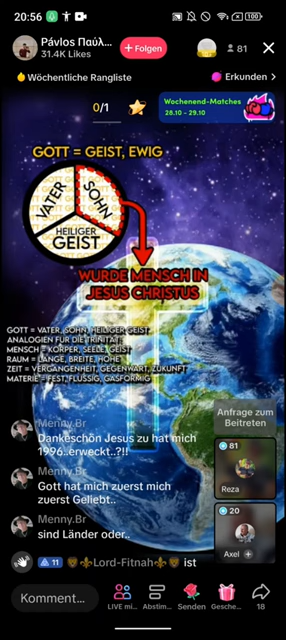 20:56
100
Pávlos Παύλ...
31.4K Likes
+ Folgen
81
Wöchentliche Rangliste
Erkunden >
0/1
Wochenend-Matches
28.10 - 29.10
GOTT = GEIST, EWIG
VATER
SOHN
HEILIGER
GEIST
WURDE MENSCH IN
JESUS CHRISTUS
GOTT = VATER, SOHN, HEILIGER GEIST
ANALOGIEN FÜR DIE TRINITÄT:
MENSCH = KÖRPER, SEELE, GEIST
RAUM = LÄNGE, BREITE, HÖHE
ZEIT = VERGANGENHEIT, GEGENWART, ZUKUNFT
MATERIE = FEST, FLÜSSIG, GASFÖRMIG
Anfrage zum
Beitreten
Menny.Br
Dankeschön Jesus zu hat mich
1996..erweckt..?!!
81
Reza
Menny.Br
Gott hat mich zuerst mich
zuerst Geliebt..
Menny.Br
sind Länder oder..
20
Axel +
11 Lord-Fitnah ist
Komment...
LIVE mi...
Abstim...
Senden
Gesche...
18